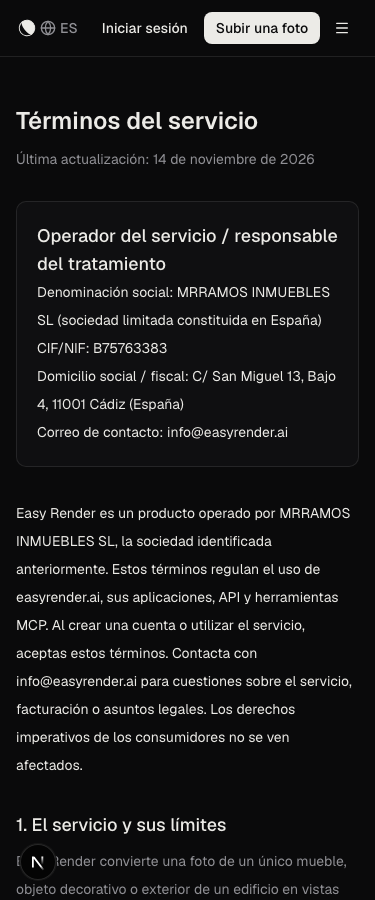 ES
Iniciar sesión
Subir una foto
Términos del servicio
Última actualización: 14 de noviembre de 2026
Operador del servicio / responsable
del tratamiento
Denominación social: MRRAMOS INMUEBLES
SL (sociedad limitada constituida en España)
CIF/NIF: B75763383
Domicilio social / fiscal: C/ San Miguel 13, Bajo
4, 11001 Cádiz (España)
Correo de contacto: info@easyrender.ai
Easy Render es un producto operado por MRRAMOS
INMUEBLES SL, la sociedad identificada
anteriormente. Estos términos regulan el uso de
easyrender.ai, sus aplicaciones, API y herramientas
MCP. Al crear una cuenta o utilizar el servicio,
aceptas estos términos. Contacta con
info@easyrender.ai para cuestiones sobre el servicio,
facturación o asuntos legales. Los derechos
imperativos de los consumidores no se ven
afectados.
1. El servicio y sus límites
Render convierte una foto de un único mueble,
objeto decorativo o exterior de un edificio en vistas